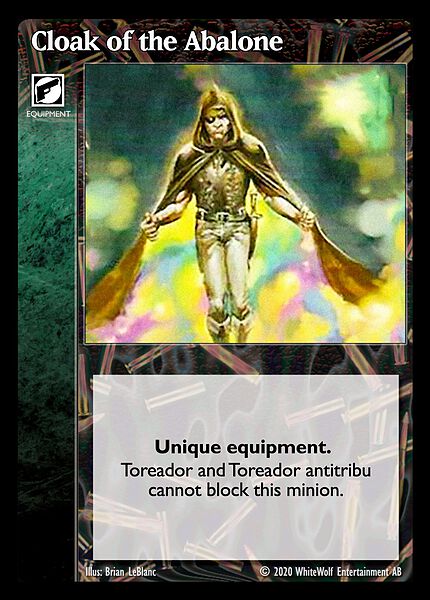 Cloak of the Abalone
EQUIPMENT
Unique equipment.
Toreador and Toreador antitribu
cannot block this minion.
Illus: Brian LeBlanc
© 2020 WhiteWolf Entertainment AB